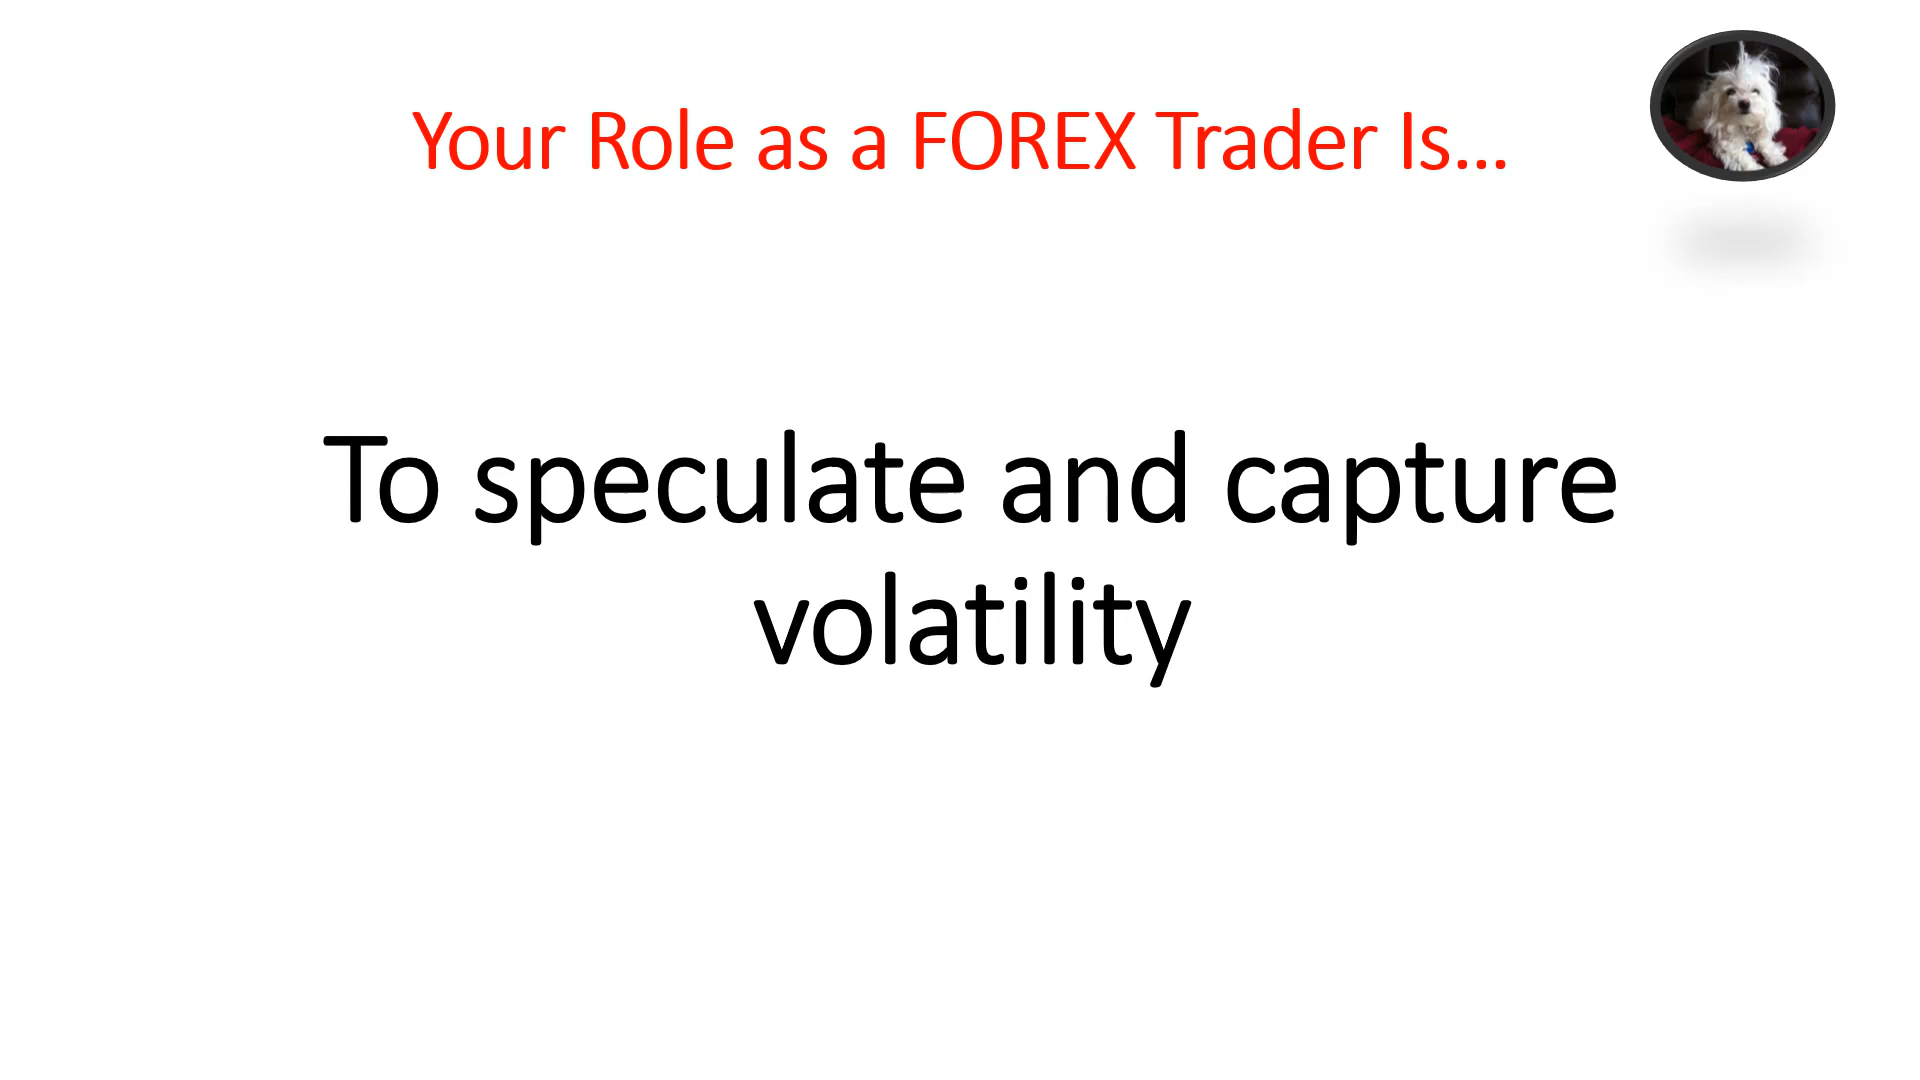 Your Role as a FOREX Trader Is…
To speculate and capture
volatility